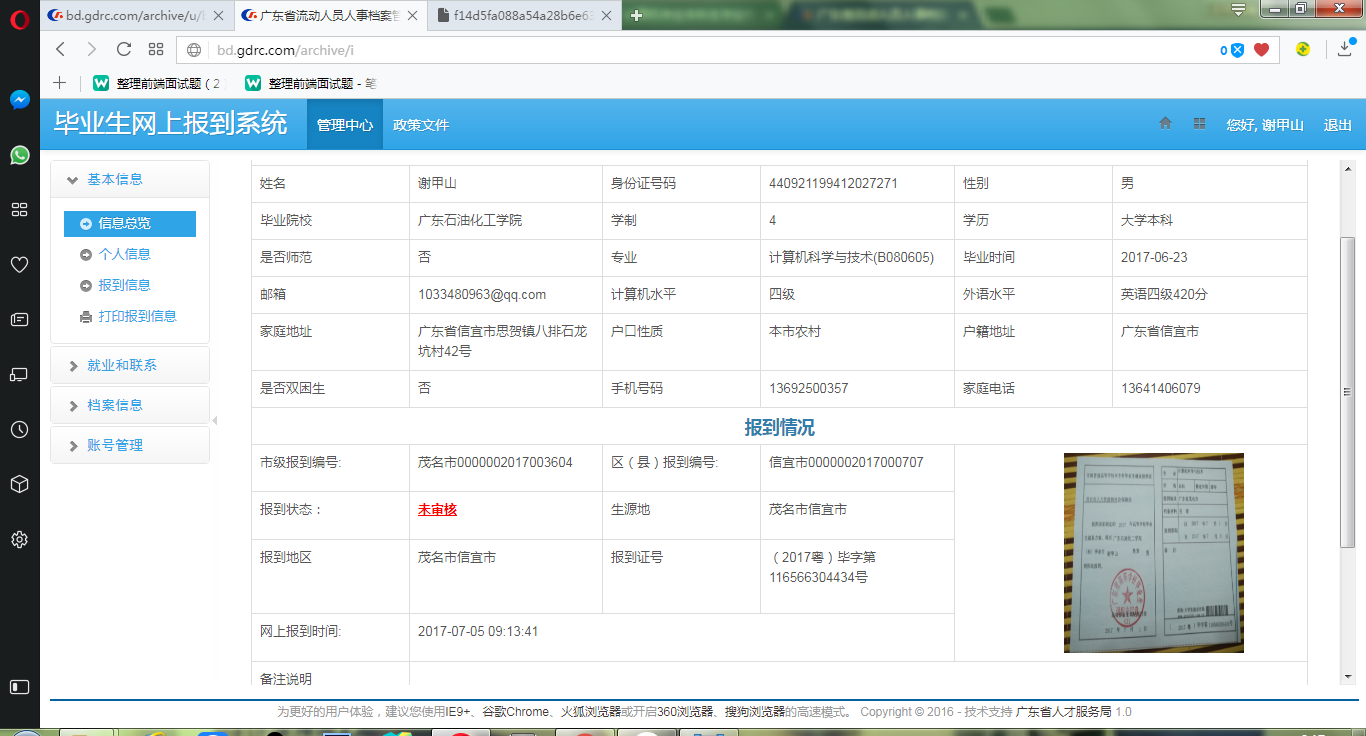 bd.gdrc.com/archive/u/
广东省流动人员人事档案管
f14d5fa088a54a28b6e63
bd.gdrc.com/archive/i
0
整理前端面试题 ( 2
整理前端面试题 - 笔
毕业生网上报到系统 管理中心 政策文件 您好, 谢甲山 退出
基本信息
信息总览
个人信息
报到信息
打印报到信息
就业和联系
档案信息
账号管理
姓名 谢甲山 身份证号码 440921199412027271 性别 男
毕业院校 广东石油化工学院 学制 4 学历 大学本科
是否师范 否 专业 计算机科学与技术(B080605) 毕业时间 2017-06-23
邮箱 1033480963@qq.com 计算机水平 四级 外语水平 英语四级420分
家庭地址 广东省信宜市思贺镇八排石龙 户口性质 本市农村 户籍地址 广东省信宜市
坑村42号
是否双困生 否 手机号码 13692500357 家庭电话 13641406079
报到情况
市级报到编号: 茂名市0000002017003604 区（县）报到编号: 信宜市0000002017000707
报到状态： 未审核 生源地 茂名市信宜市
报到地区 茂名市信宜市 报到证号 （2017粤）毕字第
116566304434号
网上报到时间: 2017-07-05 09:13:41
备注说明
为更好的用户体验，建议您使用IE9+、谷歌Chrome、火狐浏览器或开启360浏览器、搜狗浏览器的高速模式。 Copyright © 2016 - 技术支持 广东省人才服务局 1.0